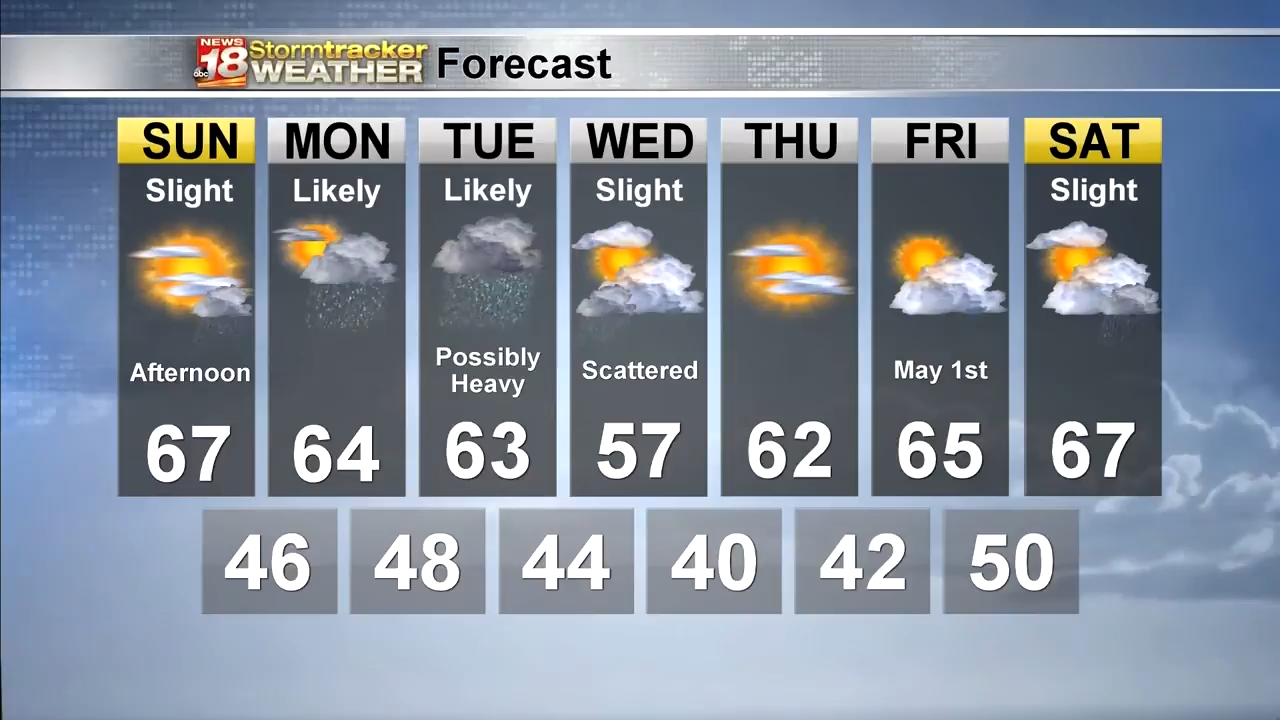 NEWS
abc 18
Stormtracker
WEATHER
Forecast
SUN MON TUE WED THU FRI SAT
Slight Likely Likely Slight Slight
Afternoon
Possibly
Heavy
Scattered
May 1st
67 64 63 57 62 65 67
46 48 44 40 42 50